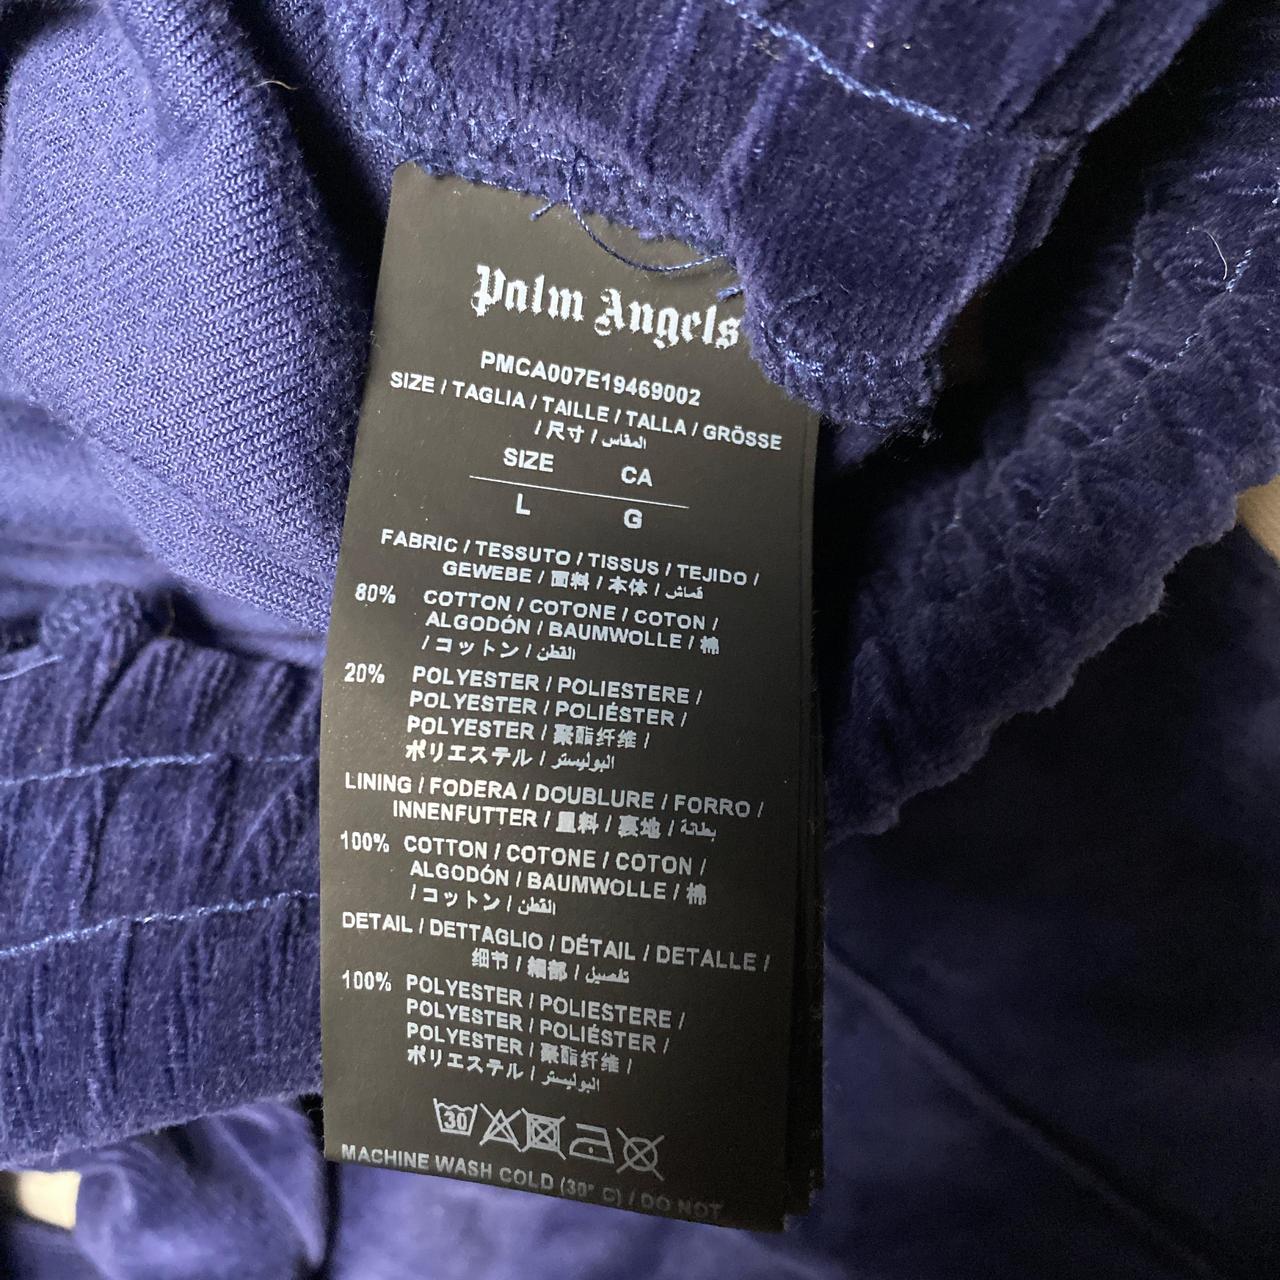 Palm Angels
PMCA007E19469002
SIZE / TAGLIA / TAILLE / TALLA / GRÖSSE
/ 尺寸 / المقاس
SIZE CA
L G
FABRIC / TESSUTO / TISSUS / TEJIDO /
GEWEBE / 面料 / 本体 / قماش
80% COTTON / COTONE / COTON /
ALGODÓN / BAUMWOLLE / 棉
/ コットン / القطن
20% POLYESTER / POLIESTERE /
POLYESTER / POLIÉSTER /
POLYESTER / 聚酯纤维 /
ポリエステル / البوليستر
LINING / FODERA / DOUBLURE / FORRO /
INNENFUTTER / 里料 / 裏地 / بطانة
100% COTTON / COTONE / COTON /
ALGODÓN / BAUMWOLLE / 棉
/ コットン / القطن
DETAIL / DETTAGLIO / DÉTAIL / DETALLE /
细节 / 細部 / تفصيل
100% POLYESTER / POLIESTERE /
POLYESTER / POLIÉSTER /
POLYESTER / 聚酯纤维 /
ポリエステル / البوليستر
30
MACHINE WASH COLD (30° C) / DO NOT